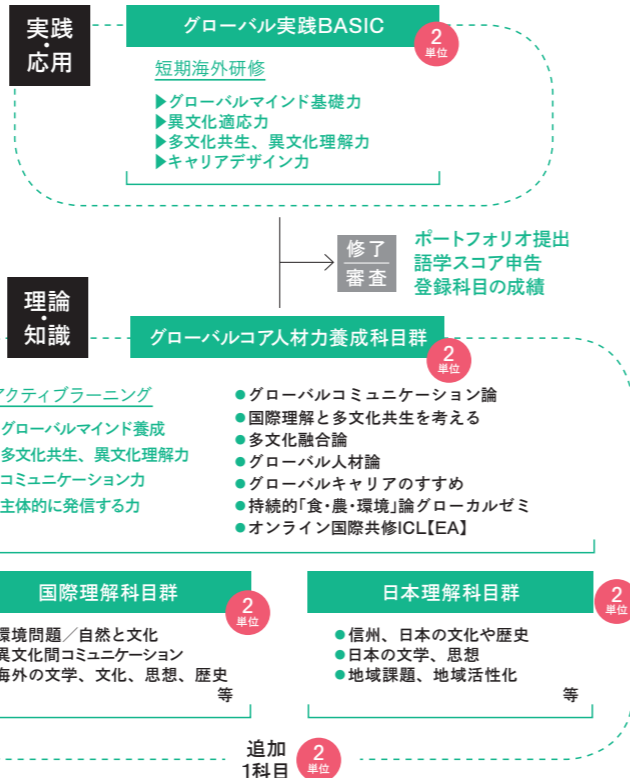 実践
・
応用
グローバル実践BASIC
2
単位
短期海外研修
▶グローバルマインド基礎力
▶異文化適応力
▶多文化共生、異文化理解力
▶キャリアデザイン力
修了
審査
ポートフォリオ提出
語学スコア申告
登録科目の成績
理論
・
知識
グローバルコア人材力養成科目群
2
単位
アクティブラーニング
グローバルマインド養成
多文化共生、異文化理解力
コミュニケーション力
主体的に発信する力
●グローバルコミュニケーション論
●国際理解と多文化共生を考える
●多文化融合論
●グローバル人材論
●グローバルキャリアのすすめ
●持続的「食・農・環境」論グローカルゼミ
●オンライン国際共修ICL【EA】
国際理解科目群
2
単位
環境問題／自然と文化
異文化間コミュニケーション
海外の文学、文化、思想、歴史
等
日本理解科目群
2
単位
●信州、日本の文化や歴史
●日本の文学、思想
●地域課題、地域活性化
等
追加
1科目
2
単位